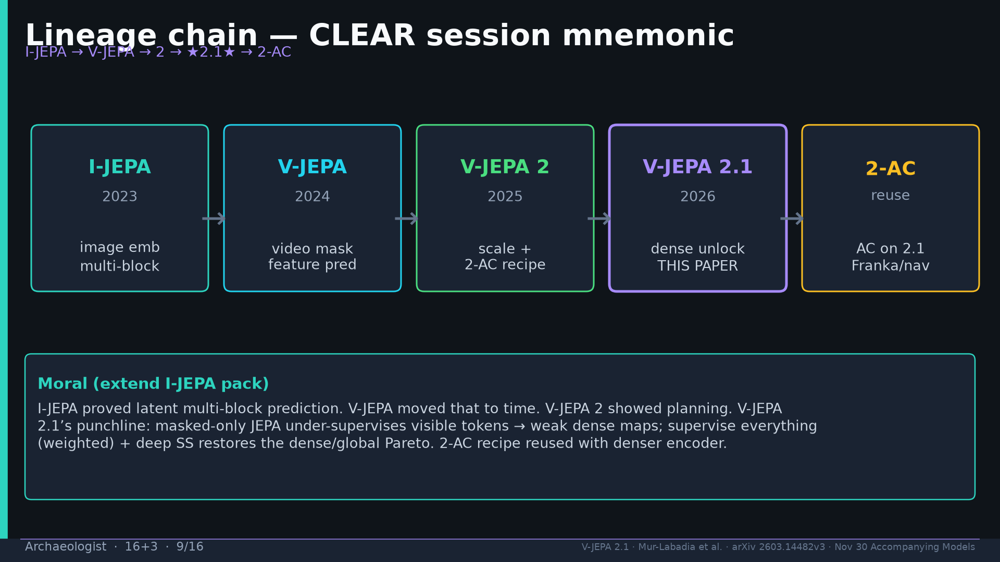 Lineage chain — CLEAR session mnemonic
I-JEPA → V-JEPA → 2 → ★2.1★ → 2-AC
I-JEPA
2023
image emb
multi-block
→
V-JEPA
2024
video mask
feature pred
→
V-JEPA 2
2025
scale +
2-AC recipe
→
V-JEPA 2.1
2026
dense unlock
THIS PAPER
→
2-AC
reuse
AC on 2.1
Franka/nav
Moral (extend I-JEPA pack)
I-JEPA proved latent multi-block prediction. V-JEPA moved that to time. V-JEPA 2 showed planning. V-JEPA
2.1’s punchline: masked-only JEPA under-supervises visible tokens → weak dense maps; supervise everything
(weighted) + deep SS restores the dense/global Pareto. 2-AC recipe reused with denser encoder.
Archaeologist · 16+3 · 9/16
V-JEPA 2.1 · Mur-Labadia et al. · arXiv 2603.14482v3 · Nov 30 Accompanying Models